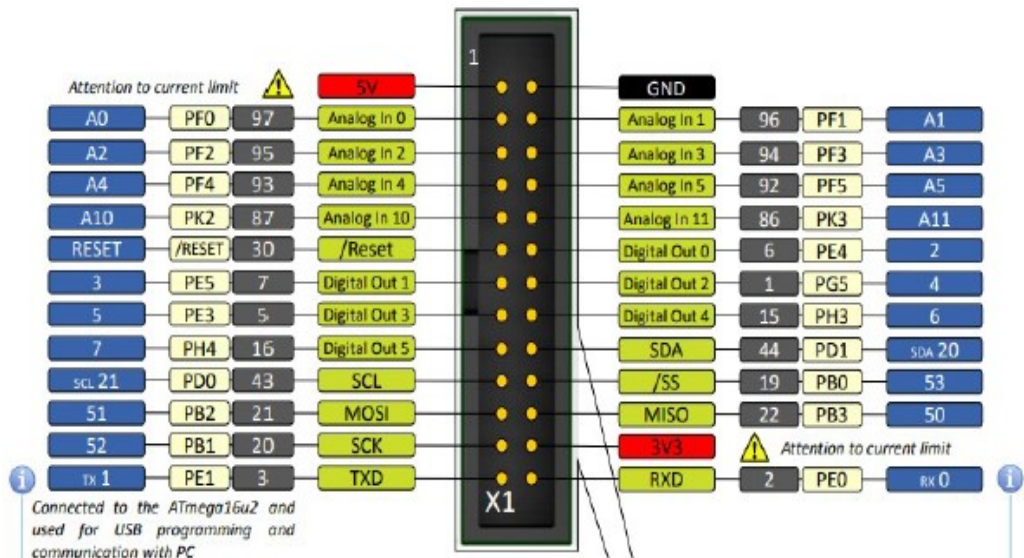 1
Attention to current limit 5V GND
A0 PF0 97 Analog In 0 Analog In 1 96 PF1 A1
A2 PF2 95 Analog In 2 Analog In 3 94 PF3 A3
A4 PF4 93 Analog In 4 Analog In 5 92 PF5 A5
A10 PK2 87 Analog In 10 Analog In 11 86 PK3 A11
RESET /RESET 30 /Reset Digital Out 0 6 PE4 2
3 PE5 7 Digital Out 1 Digital Out 2 1 PG5 4
5 PE3 5 Digital Out 3 Digital Out 4 15 PH3 6
7 PH4 16 Digital Out 5 SDA 44 PD1 SDA 20
SCL 21 PD0 43 SCL /SS 19 PB0 53
51 PB2 21 MOSI MISO 22 PB3 50
52 PB1 20 SCK 3V3 Attention to current limit
i TX 1 PE1 3 TXD RXD 2 PE0 RX 0 i
X1
Connected to the ATmega16u2 and
used for USB programming and
communication with PC